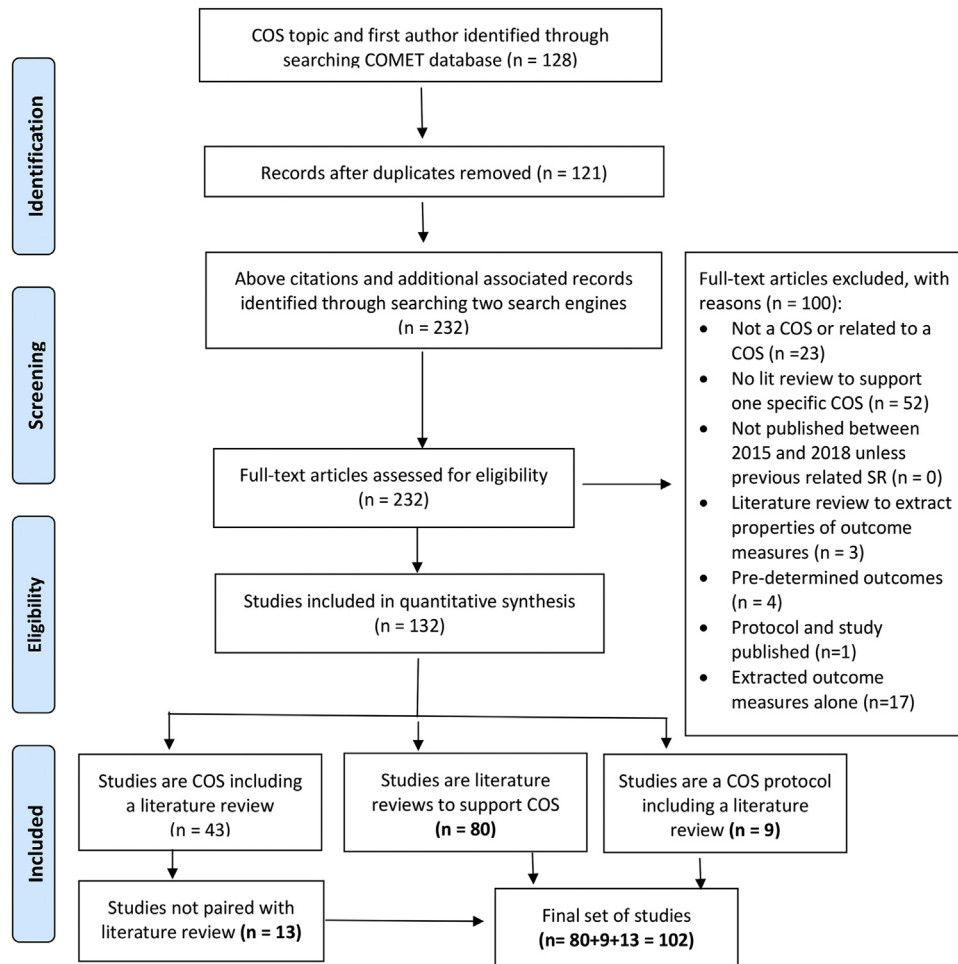 COS topic and first author identified through
searching COMET database (n = 128)
Identification
Records after duplicates removed (n = 121)
Above citations and additional associated records
identified through searching two search engines
(n = 232)
Screening
Full-text articles assessed for eligibility
(n = 232)
Full-text articles excluded, with
reasons (n = 100):
• Not a COS or related to a
COS (n =23)
• No lit review to support
one specific COS (n = 52)
• Not published between
2015 and 2018 unless
previous related SR (n = 0)
• Literature review to extract
properties of outcome
measures (n = 3)
• Pre-determined outcomes
(n = 4)
• Protocol and study
published (n=1)
• Extracted outcome
measures alone (n=17)
Eligibility
Studies included in quantitative synthesis
(n = 132)
Included
Studies are COS including
a literature review
(n = 43)
Studies are literature
reviews to support COS
(n = 80)
Studies are a COS protocol
including a literature
review (n = 9)
Studies not paired with
literature review (n = 13)
Final set of studies
(n= 80+9+13 = 102)